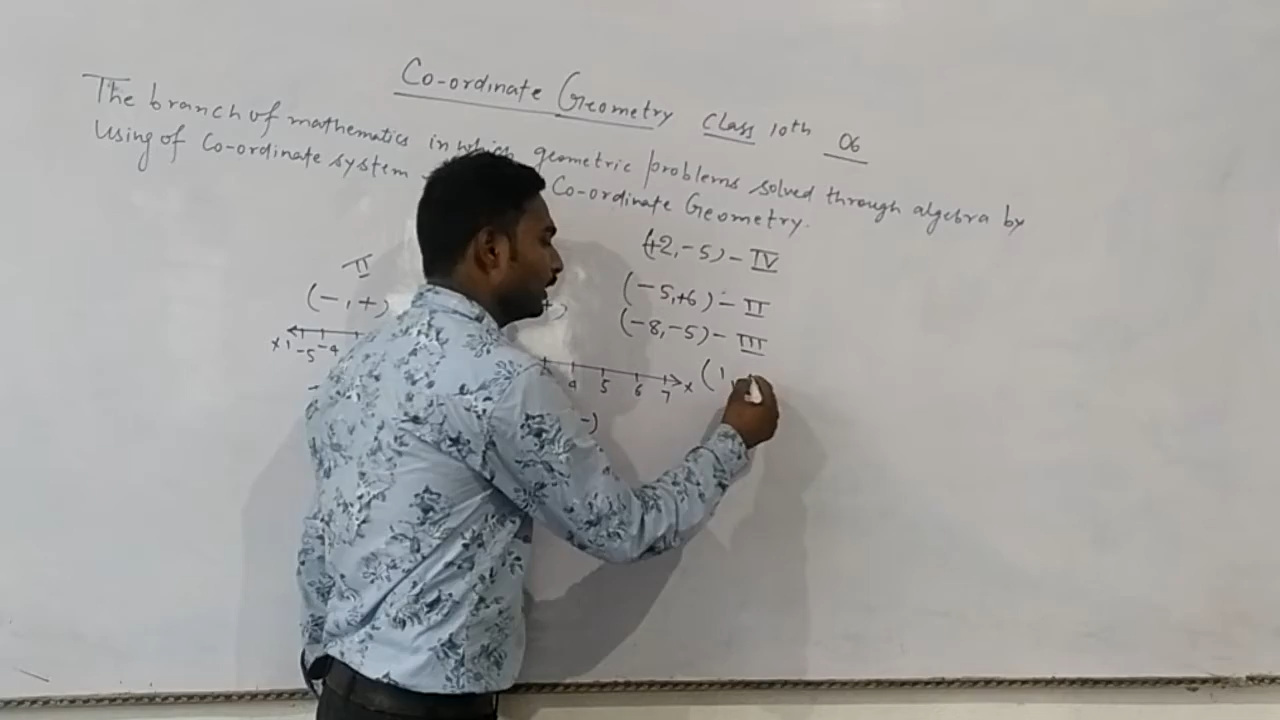 Co-ordinate Geometry Class 10th 06
The branch of mathematics in which geometric problems solved through algebra by
Using of Co-ordinate system Co-ordinate Geometry.
(+2,-5)-IV
II
(-5,+6)-II
(-,+) +)
(-8,-5)-III
x1 -5 -4 4 5 6 7 x (1,
-)